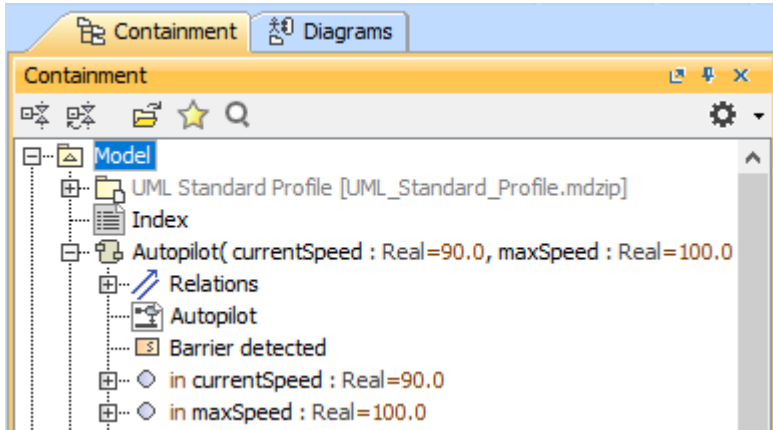 Containment Diagrams
Containment
Model
UML Standard Profile [UML_Standard_Profile.mdzip]
Index
Autopilot( currentSpeed : Real=90.0, maxSpeed : Real=100.0
Relations
Autopilot
S Barrier detected
in currentSpeed : Real=90.0
in maxSpeed : Real=100.0